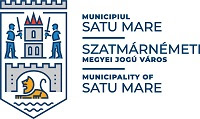 MUNICIPIUL
SATU MARE
SZATMÁRNÉMETI
MEGYEI JOGÚ VÁROS
MUNICIPALITY OF
SATU MARE